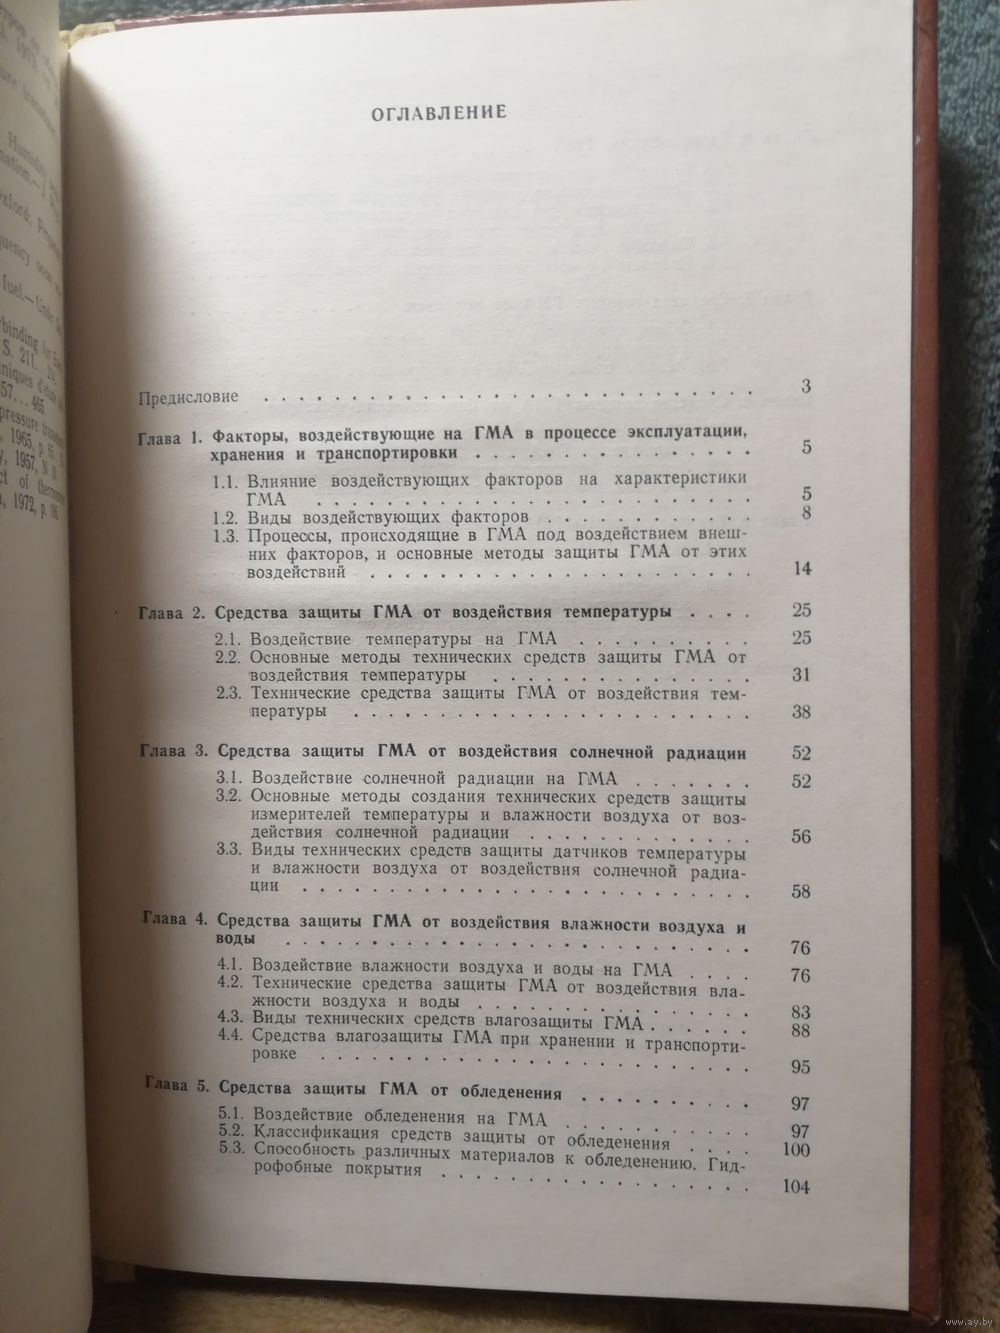 ОГЛАВЛЕНИЕ
Предисловие . . . . . . . . . . . . . . . . . . . . . . . . . . . . 3
Глава 1. Факторы, воздействующие на ГМА в процессе эксплуатации,
хранения и транспортировки . . . . . . . . . . . . . . . . 5
1.1. Влияние воздействующих факторов на характеристики
ГМА . . . . . . . . . . . . . . . . . . . . . . . . 5
1.2. Виды воздействующих факторов . . . . . . . . . . . 8
1.3. Процессы, происходящие в ГМА под воздействием внеш-
них факторов, и основные методы защиты ГМА от этих
воздействий . . . . . . . . . . . . . . . . . . . . 14
Глава 2. Средства защиты ГМА от воздействия температуры . . . . 25
2.1. Воздействие температуры на ГМА . . . . . . . . . . 25
2.2. Основные методы технических средств защиты ГМА от
воздействия температуры . . . . . . . . . . . . . . 31
2.3. Технические средства защиты ГМА от воздействия тем-
пературы . . . . . . . . . . . . . . . . . . . . . 38
Глава 3. Средства защиты ГМА от воздействия солнечной радиации 52
3.1. Воздействие солнечной радиации на ГМА . . . . . . . 52
3.2. Основные методы создания технических средств защиты
измерителей температуры и влажности воздуха от воз-
действия солнечной радиации . . . . . . . . . . . . 56
3.3. Виды технических средств защиты датчиков температуры
и влажности воздуха от воздействия солнечной радиа-
ции . . . . . . . . . . . . . . . . . . . . . . . . 58
Глава 4. Средства защиты ГМА от воздействия влажности воздуха и
воды . . . . . . . . . . . . . . . . . . . . . . . . 76
4.1. Воздействие влажности воздуха и воды на ГМА . . . . 76
4.2. Технические средства защиты ГМА от воздействия вла-
жности воздуха и воды . . . . . . . . . . . . . . . 83
4.3. Виды технических средств влагозащиты ГМА . . . . . . 88
4.4. Средства влагозащиты ГМА при хранении и транспорти-
ровке . . . . . . . . . . . . . . . . . . . . . . . 95
Глава 5. Средства защиты ГМА от обледенения . . . . . . . . . . 97
5.1. Воздействие обледенения на ГМА . . . . . . . . . . 97
5.2. Классификация средств защиты от обледенения . . . . 100
5.3. Способность различных материалов к обледенению. Гид-
рофобные покрытия . . . . . . . . . . . . . . . . . 104
www.ay.by